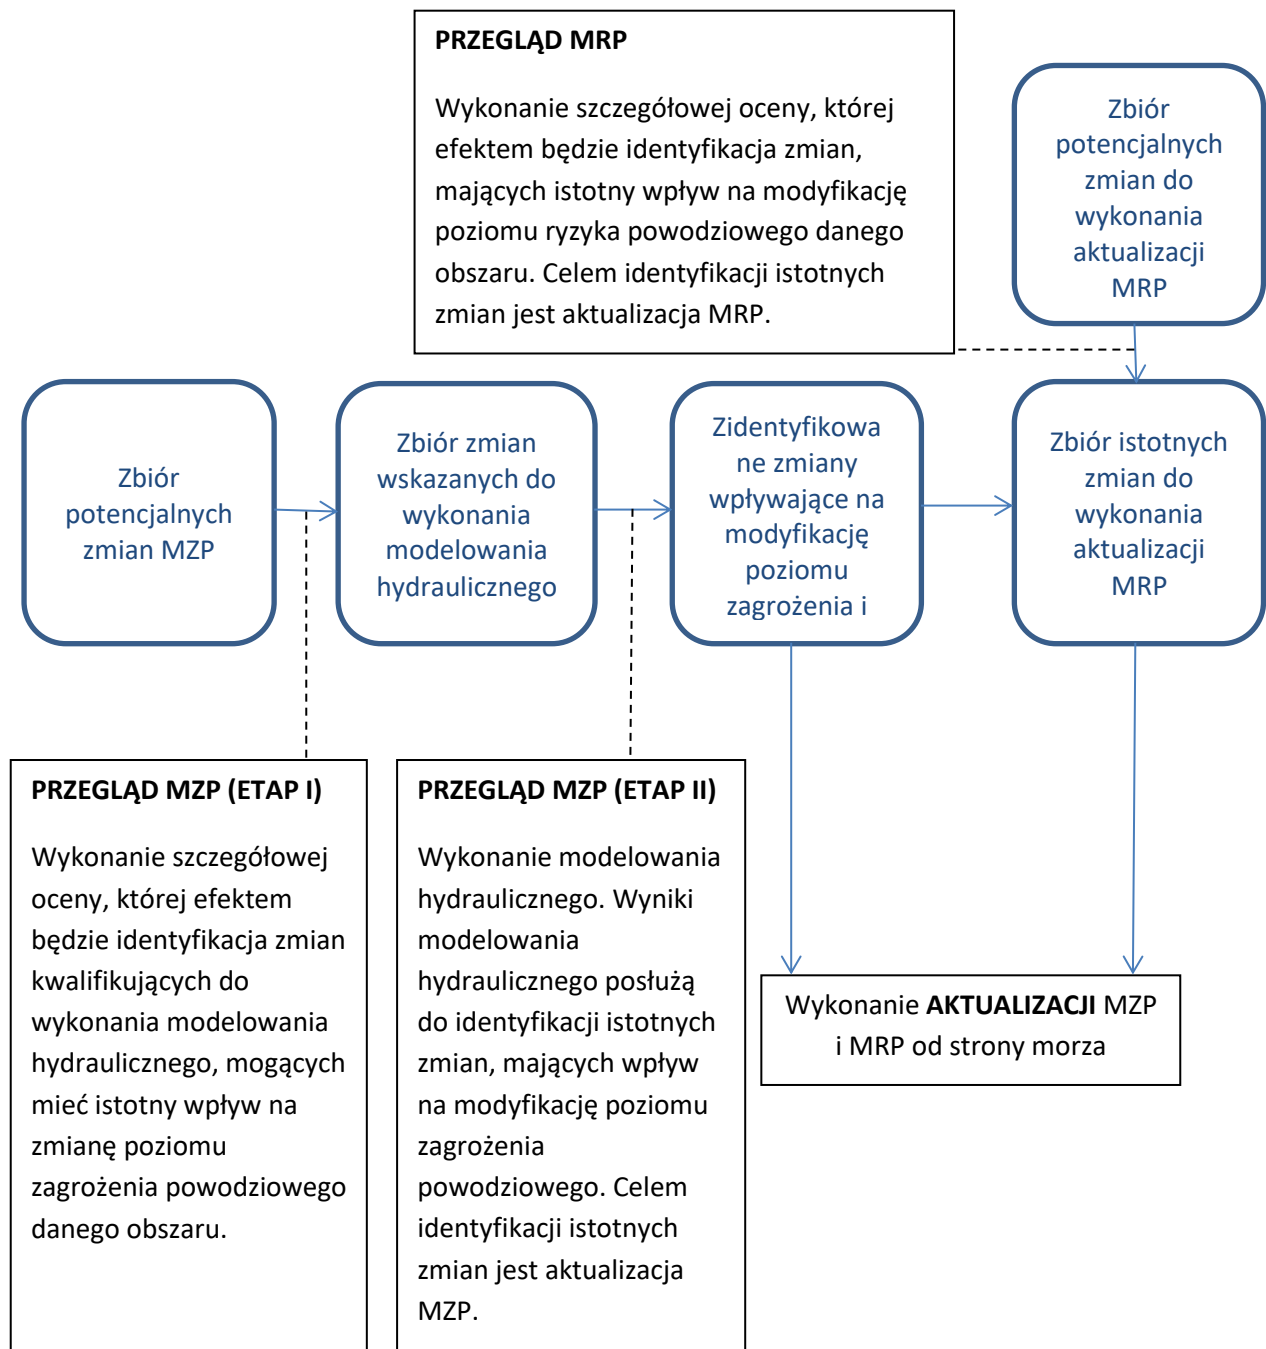 PRZEGLĄD MRP
Wykonanie szczegółowej oceny, której
efektem będzie identyfikacja zmian,
mających istotny wpływ na modyfikację
poziomu ryzyka powodziowego danego
obszaru. Celem identyfikacji istotnych
zmian jest aktualizacja MRP.
Zbiór
potencjalnych
zmian do
wykonania
aktualizacji
MRP
Zbiór
potencjalnych
zmian MZP
Zbiór zmian
wskazanych do
wykonania
modelowania
hydraulicznego
Zidentyfikowa
ne zmiany
wpływające na
modyfikację
poziomu
zagrożenia i
Zbiór istotnych
zmian do
wykonania
aktualizacji
MRP
PRZEGLĄD MZP (ETAP I)
Wykonanie szczegółowej
oceny, której efektem
będzie identyfikacja zmian
kwalifikujących do
wykonania modelowania
hydraulicznego, mogących
mieć istotny wpływ na
zmianę poziomu
zagrożenia powodziowego
danego obszaru.
PRZEGLĄD MZP (ETAP II)
Wykonanie modelowania
hydraulicznego. Wyniki
modelowania
hydraulicznego posłużą
do identyfikacji istotnych
zmian, mających wpływ
na modyfikację poziomu
zagrożenia
powodziowego. Celem
identyfikacji istotnych
zmian jest aktualizacja
MZP.
Wykonanie AKTUALIZACJI MZP
i MRP od strony morza